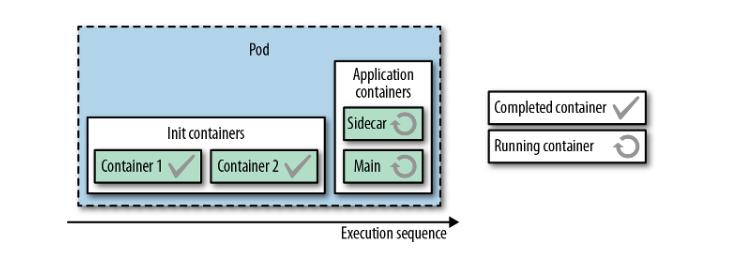 Pod
Application
containers
Sidecar
Main
Init containers
Container 1
Container 2
Execution sequence
Completed container
Running container